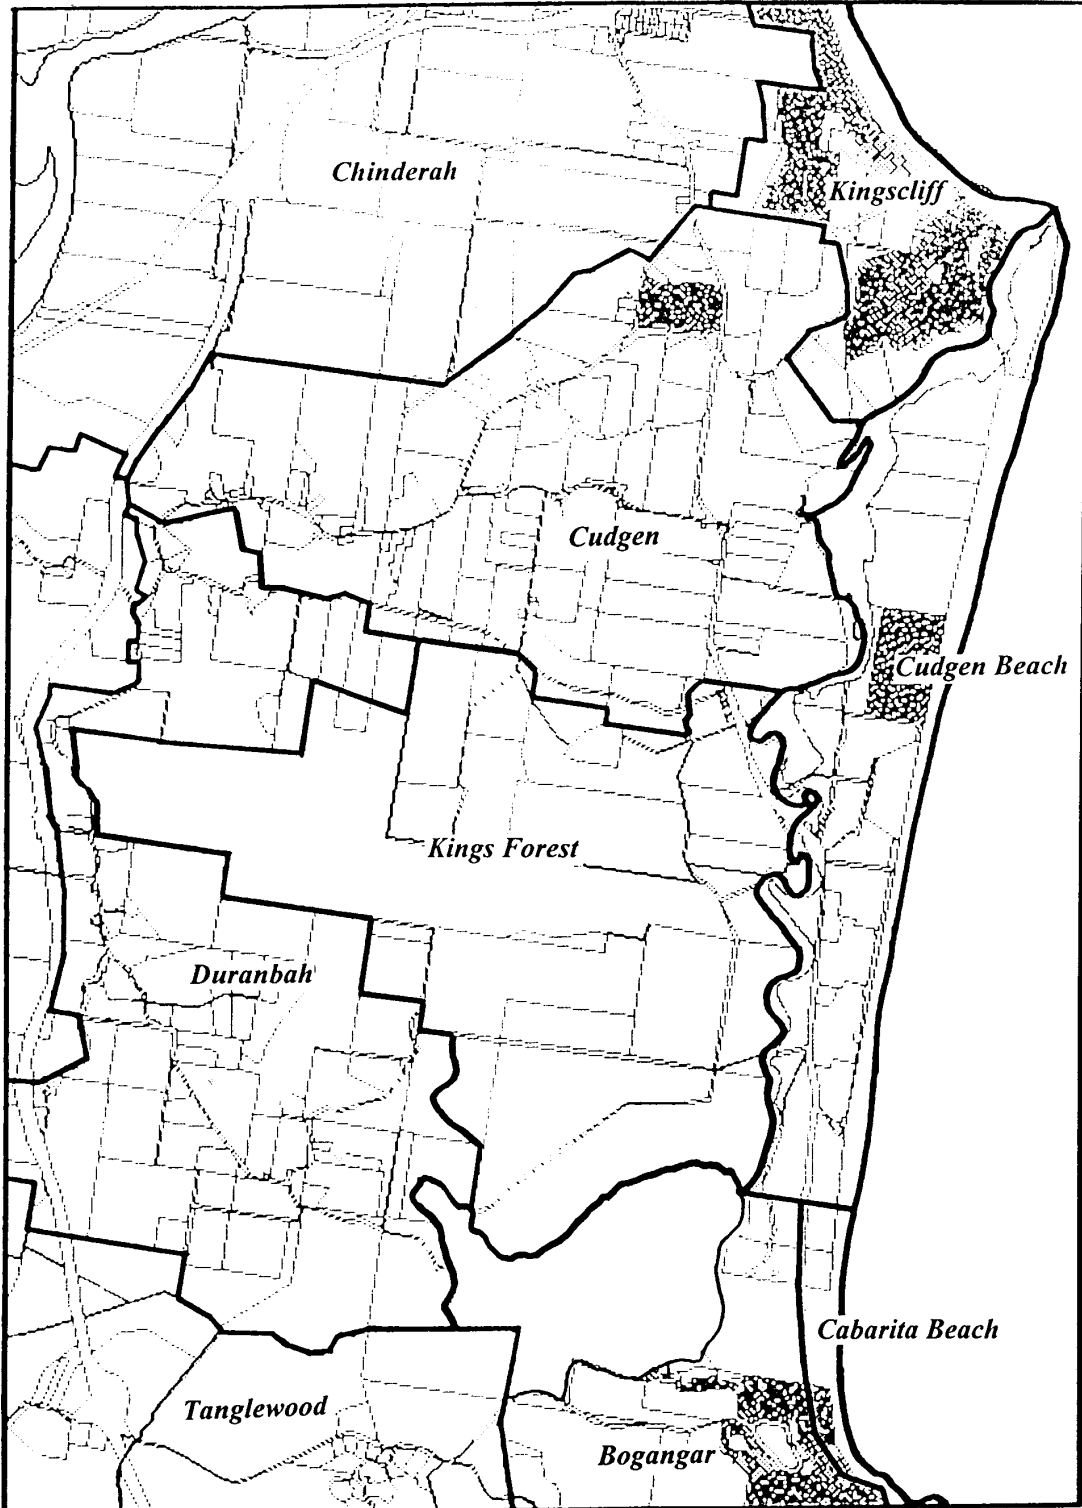 Chinderah
Kingscliff
Cudgen
Cudgen Beach
Kings Forest
Duranbah
Cabarita Beach
Tanglewood
Bogangar